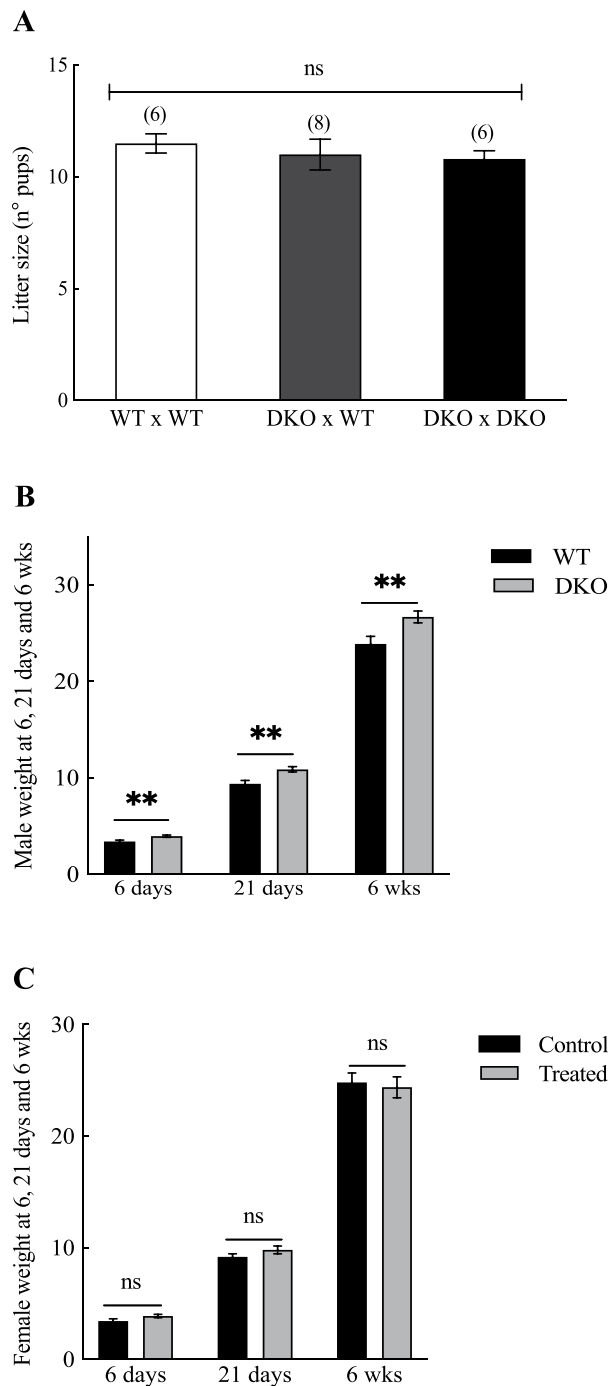 A
ns
15
(6)
(8)
(6)
10
5
0
Litter size (n° pups)
WT x WT
DKO x WT
DKO x DKO
B
WT
DKO
30
20
10
0
**
**
**
Male weight at 6, 21 days and 6 wks
6 days
21 days
6 wks
C
Control
Treated
30
20
10
0
ns
ns
ns
Female weight at 6, 21 days and 6 wks
6 days
21 days
6 wks